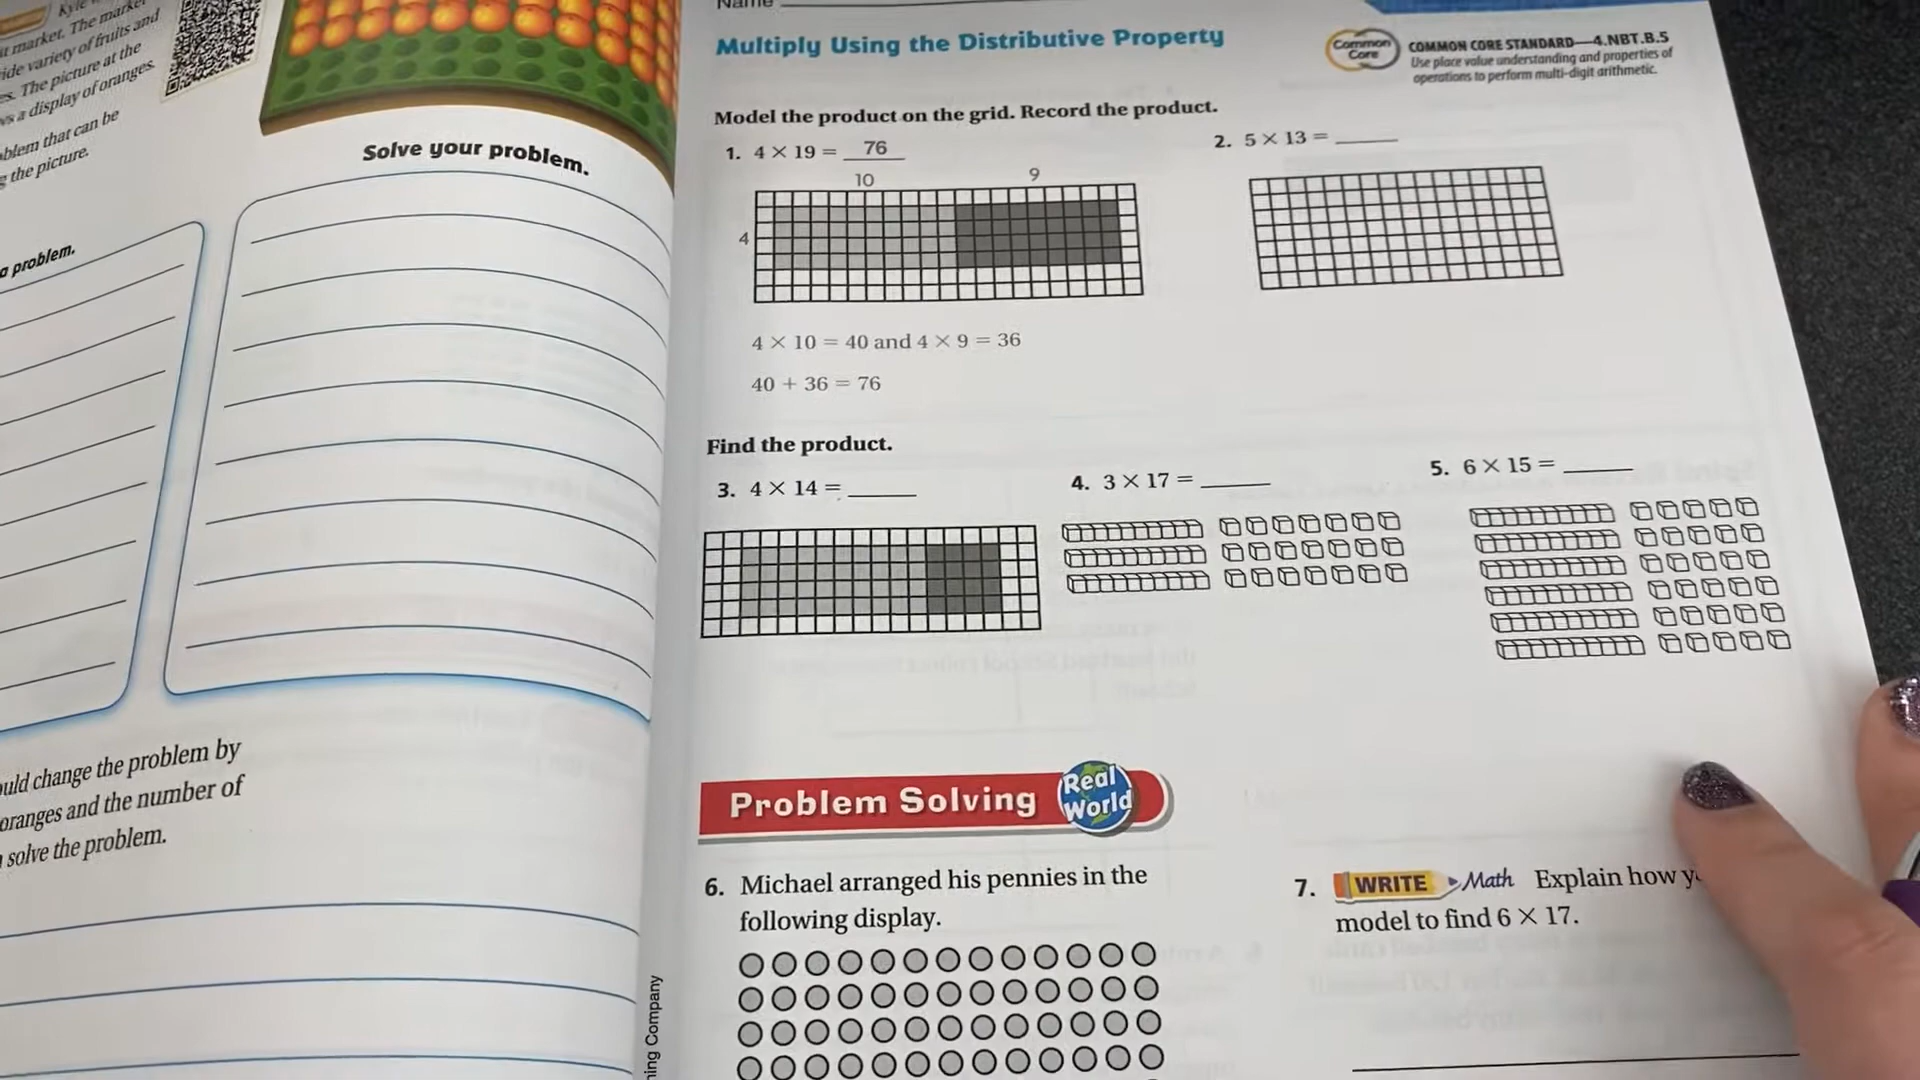 Kyle
at market. The market
ide variety of fruits and
es. The picture at the
a display of oranges.
blem that can be
the picture.
a problem.
Solve your problem.
uld change the problem by
oranges and the number of
solve the problem.
ning Company
Name
Multiply Using the Distributive Property
Common Core
COMMON CORE STANDARD—4.NBT.B.5
Use place value understanding and properties of
operations to perform multi-digit arithmetic.
Model the product on the grid. Record the product.
1. 4 × 19 = 76
10 9
4
4 × 10 = 40 and 4 × 9 = 36
40 + 36 = 76
2. 5 × 13 = ____
Find the product.
3. 4 × 14 = ____
4. 3 × 17 = ____
5. 6 × 15 = ____
Problem Solving Real World
6. Michael arranged his pennies in the
following display.
7. WRITE Math Explain how
model to find 6 × 17.